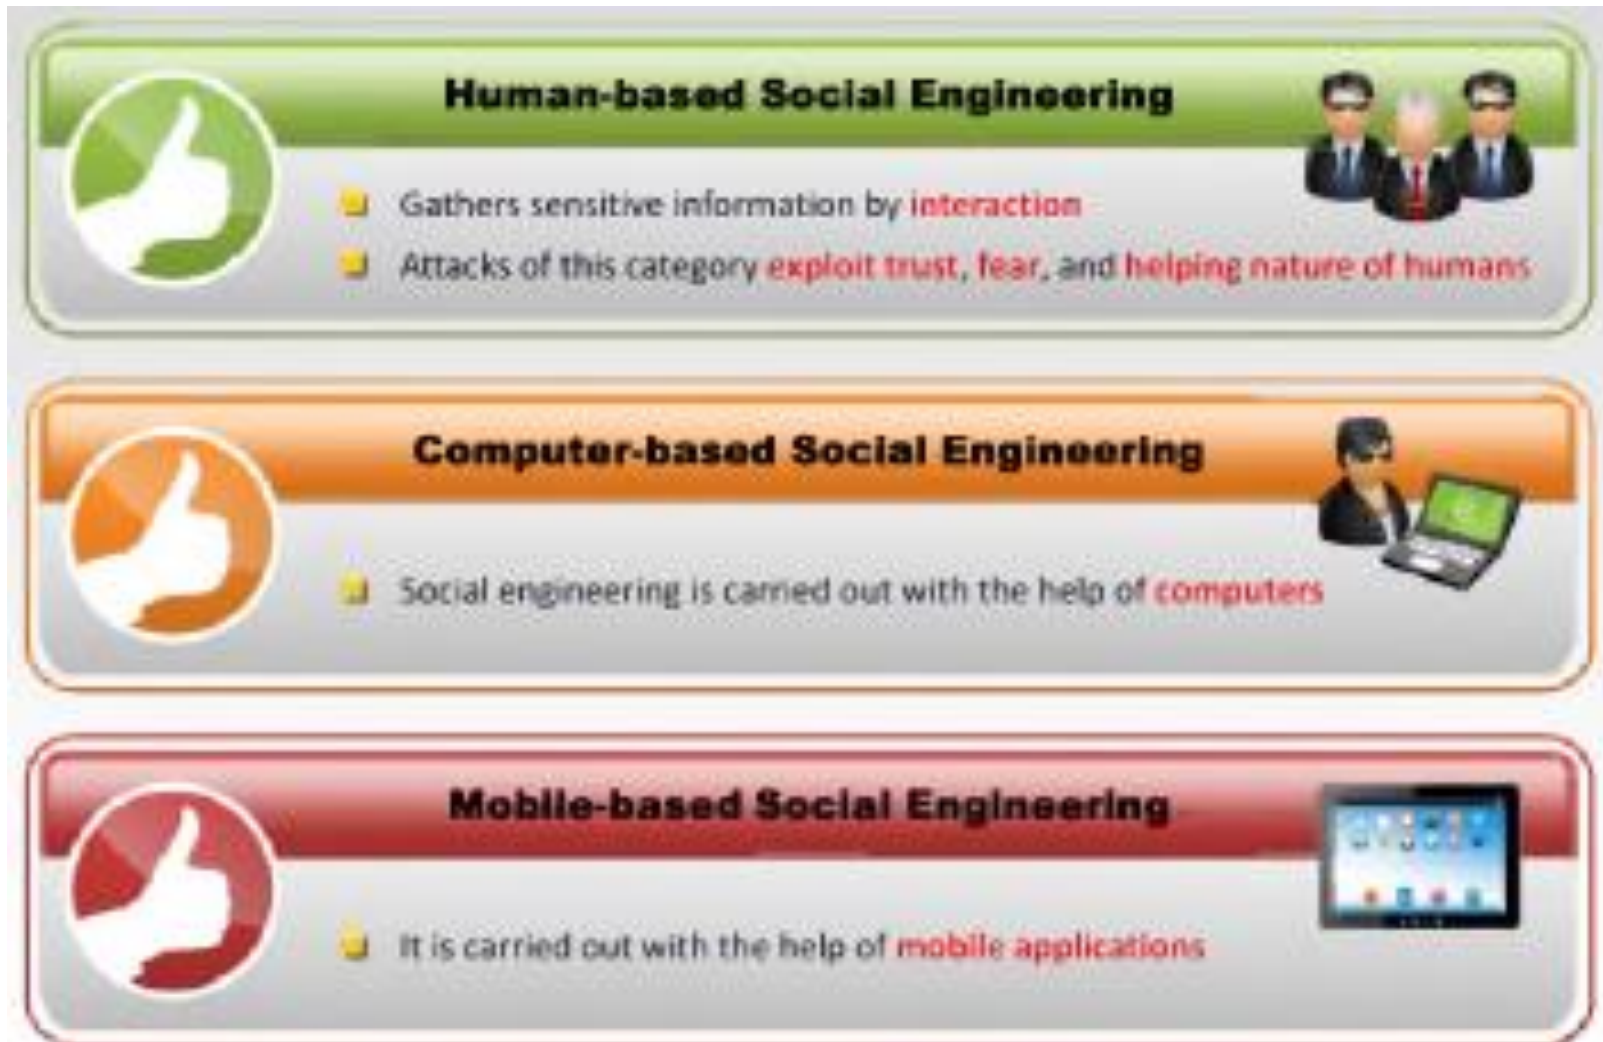 Human-based Social Engineering
Gathers sensitive information by interaction
Attacks of this category exploit trust, fear, and helping nature of humans
Computer-based Social Engineering
Social engineering is carried out with the help of computers
Mobile-based Social Engineering
It is carried out with the help of mobile applications